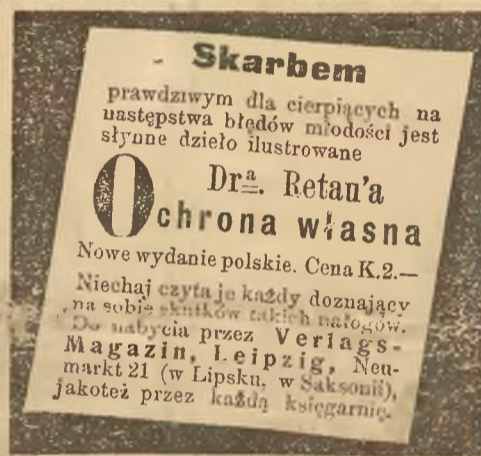 Skarbem
prawdziwym dla cierpiących na
następstwa błędów młodości jest
słynne dzieło ilustrowane
Dra. Retau'a
Ochrona własna
Nowe wydanie polskie. Cena K.2.—
Niechaj czyta je każdy doznający
na sobie skutków takich nałogów.
Do nabycia przez Verlags-
Magazin, Leipzig, Neu-
markt 21 (w Lipsku, w Saksonii),
jakoteż przez każdą księgarnię.